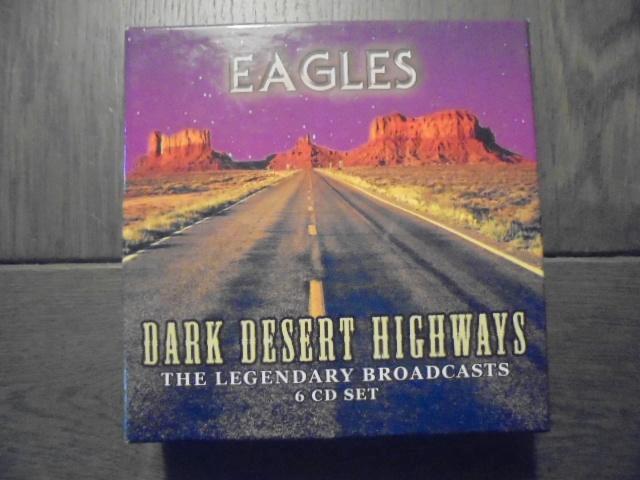 EAGLES
DARK DESERT HIGHWAYS
THE LEGENDARY BROADCASTS
6 CD SET